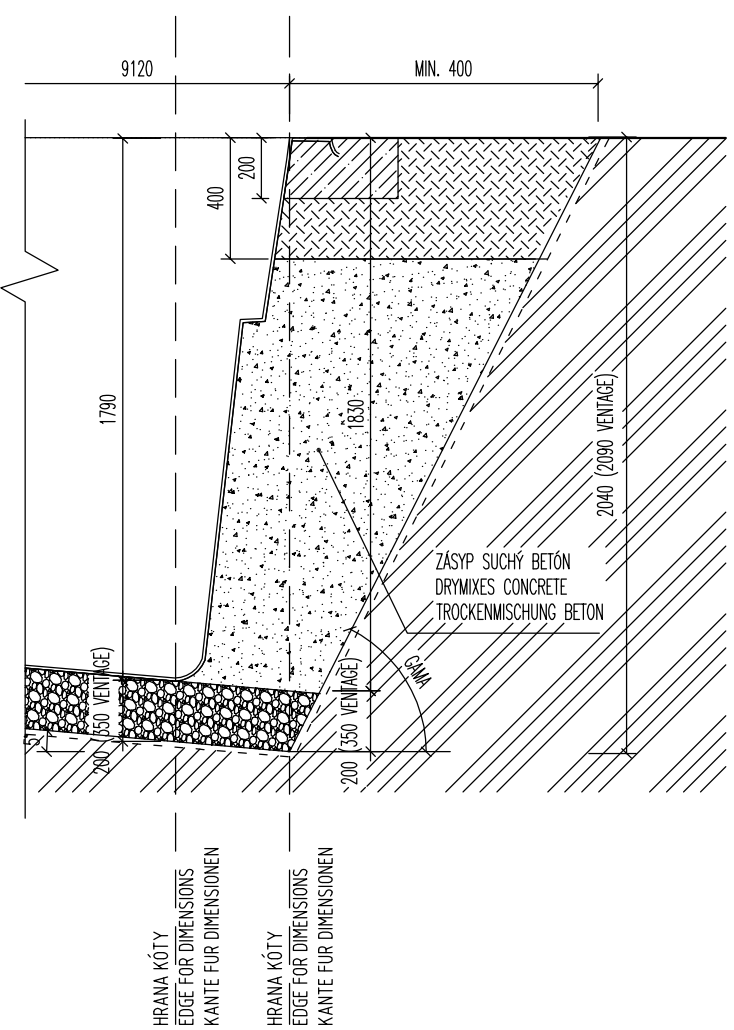 9120
MIN. 400
200
400
1790
1830
2040 (2090 VENTAGE)
ZÁSYP SUCHÝ BETÓN
DRYMIXES CONCRETE
TROCKENMISCHUNG BETON
GAMA
200 (350 VENTAGE)
200 (350 VENTAGE)
HRANA KÓTY
EDGE FOR DIMENSIONS
KANTE FUR DIMENSIONEN
HRANA KÓTY
EDGE FOR DIMENSIONS
KANTE FUR DIMENSIONEN